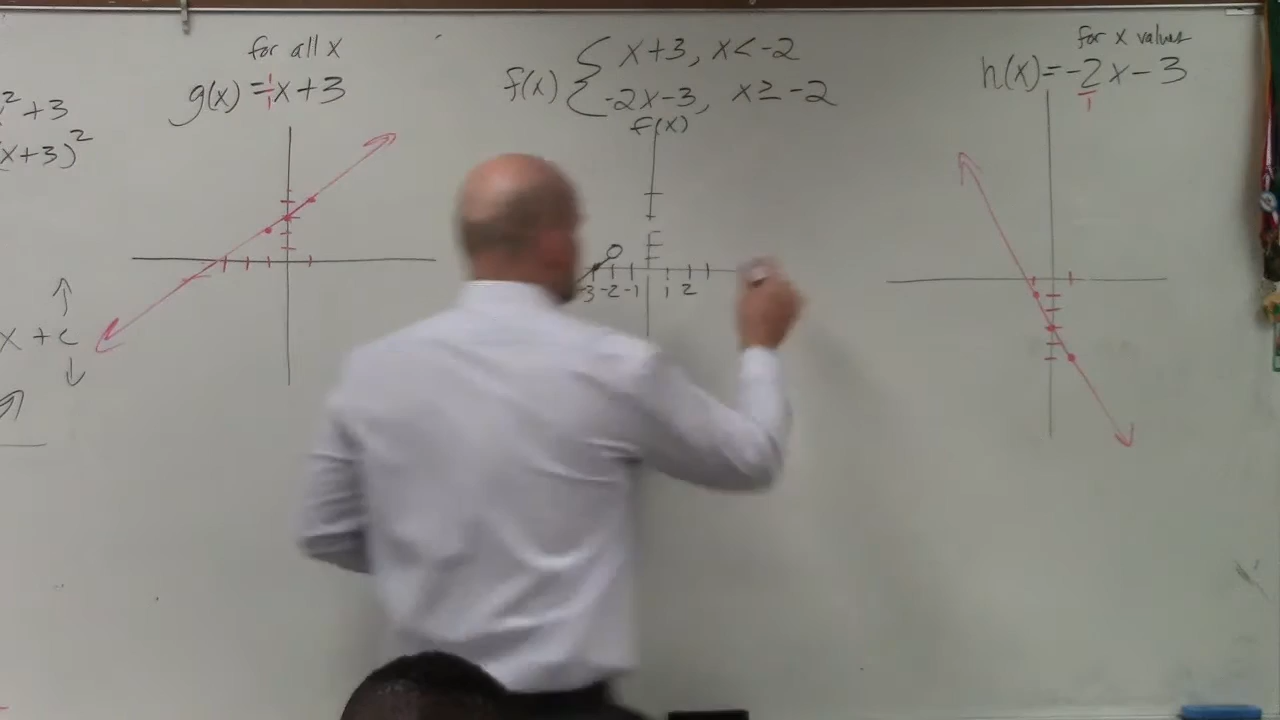 ² + 3
(x+3)²
x + c
for all x
g(x) = 1/1 x + 3
f(x) { x+3, x < -2
-2x-3, x ≥ -2
f(x)
-3 -2 -1 1 2
for x values
h(x) = -2/1 x - 3